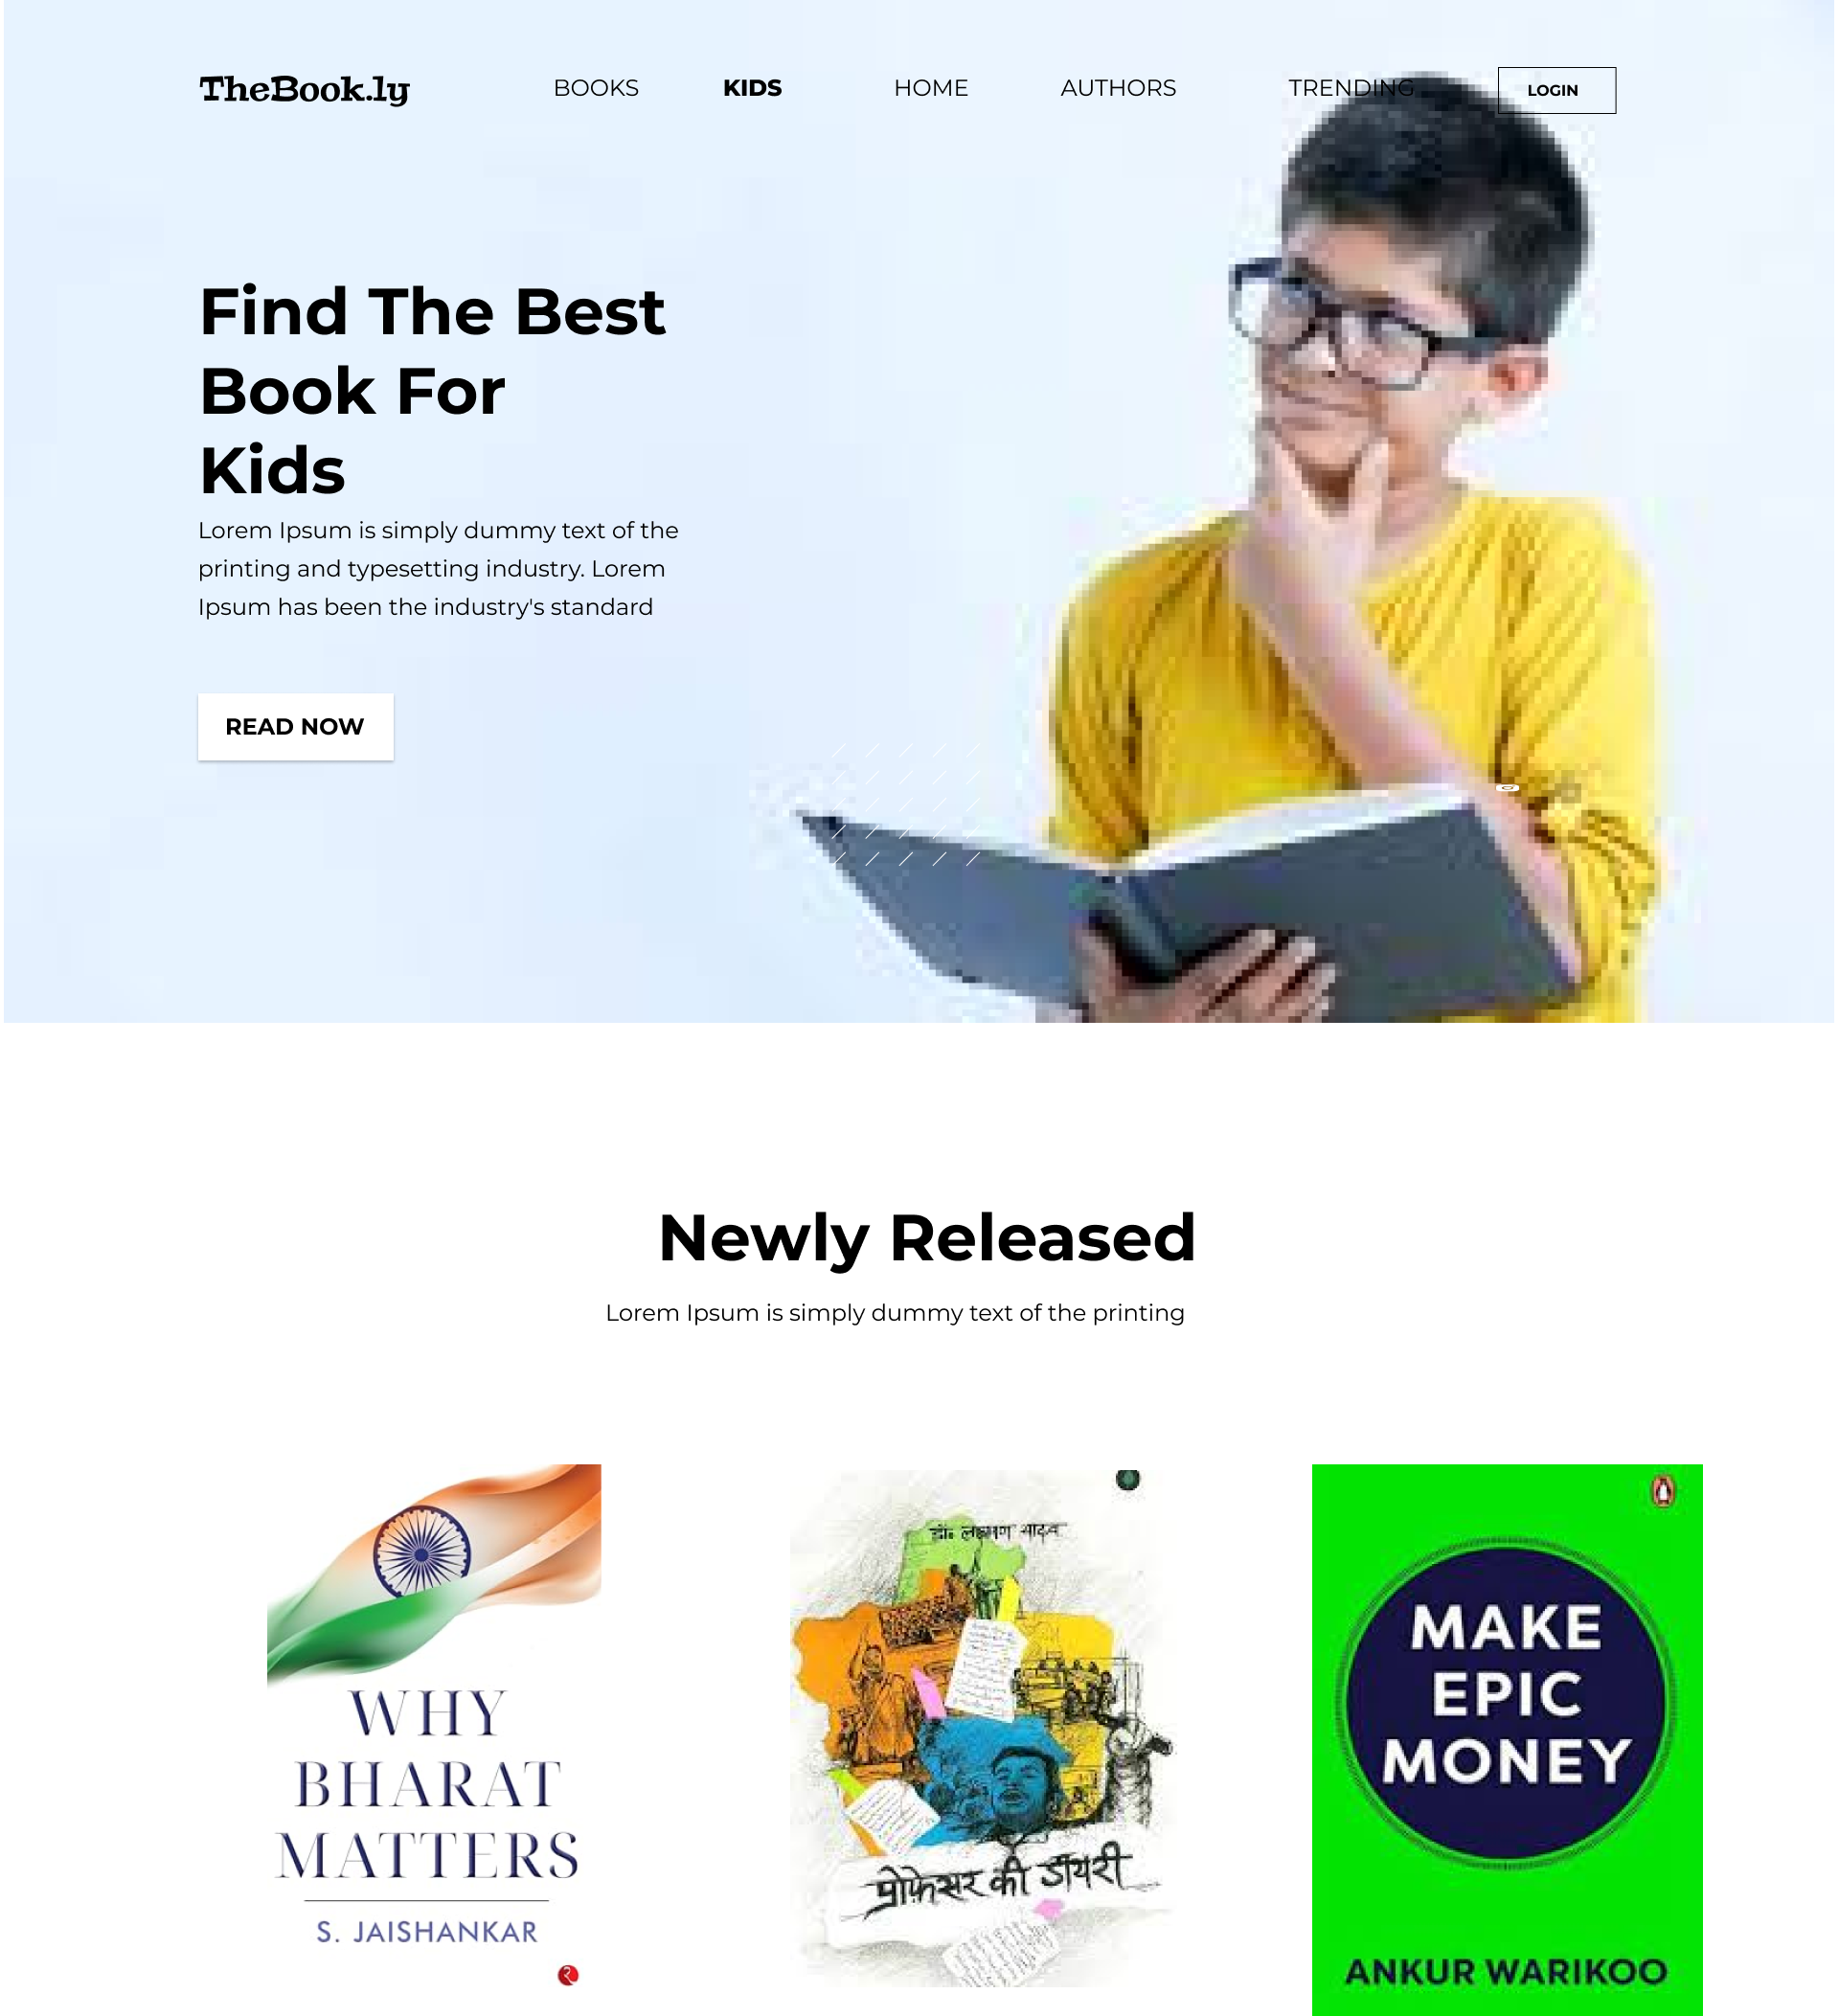 TheBook.ly
BOOKS
KIDS
HOME
AUTHORS
TRENDING
LOGIN
Find The Best
Book For
Kids
Lorem Ipsum is simply dummy text of the
printing and typesetting industry. Lorem
Ipsum has been the industry's standard
READ NOW
Newly Released
Lorem Ipsum is simply dummy text of the printing
WHY
BHARAT
MATTERS
S. JAISHANKAR
डॉ. लक्ष्मण यादव
प्रोफ़ेसर की डायरी
MAKE
EPIC
MONEY
ANKUR WARIKOO